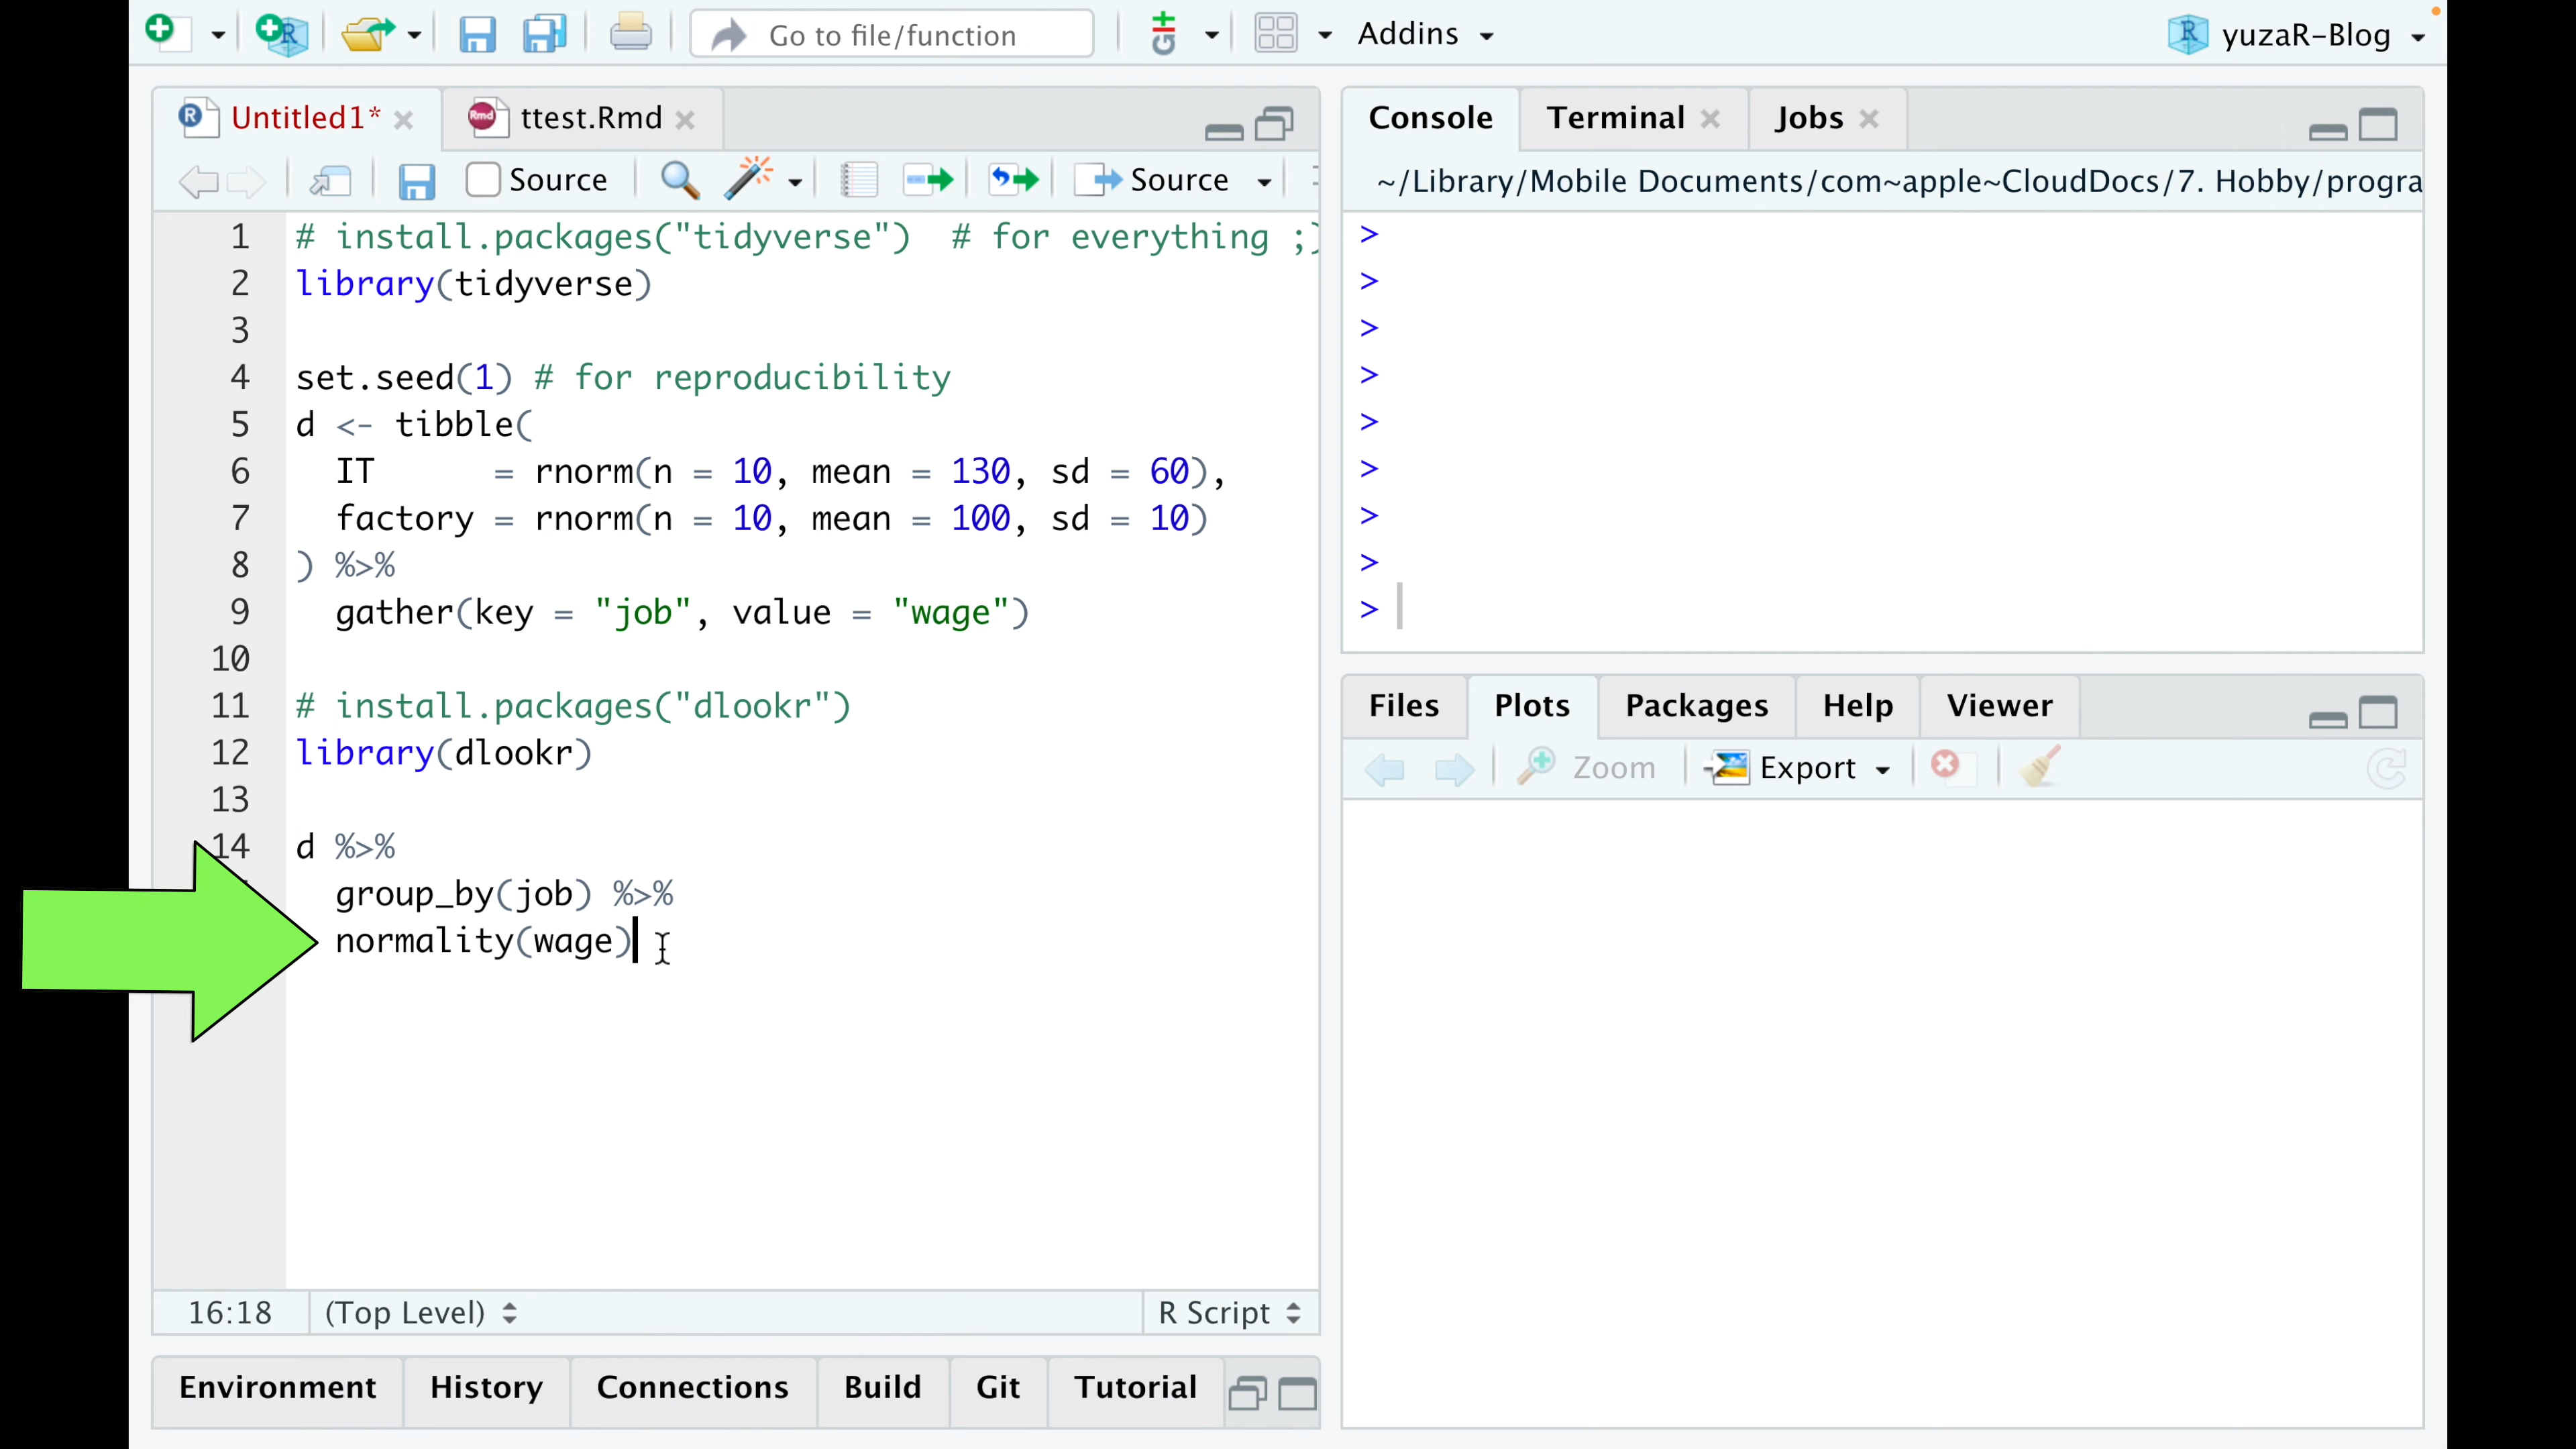 Go to file/function
Git
Addins
yuzaR-Blog
Untitled1*
ttest.Rmd
Source
Source
1 # install.packages("tidyverse")  # for everything ;)
2 library(tidyverse)
3
4 set.seed(1) # for reproducibility
5 d <- tibble(
6   IT      = rnorm(n = 10, mean = 130, sd = 60),
7   factory = rnorm(n = 10, mean = 100, sd = 10)
8 ) %>%
9   gather(key = "job", value = "wage")
10
11 # install.packages("dlookr")
12 library(dlookr)
13
14 d %>%
  group_by(job) %>%
  normality(wage)
16:18
(Top Level)
R Script
Environment
History
Connections
Build
Git
Tutorial
Console
Terminal
Jobs
~/Library/Mobile Documents/com~apple~CloudDocs/7. Hobby/progra
>
>
>
>
>
>
>
>
>
Files
Plots
Packages
Help
Viewer
Zoom
Export